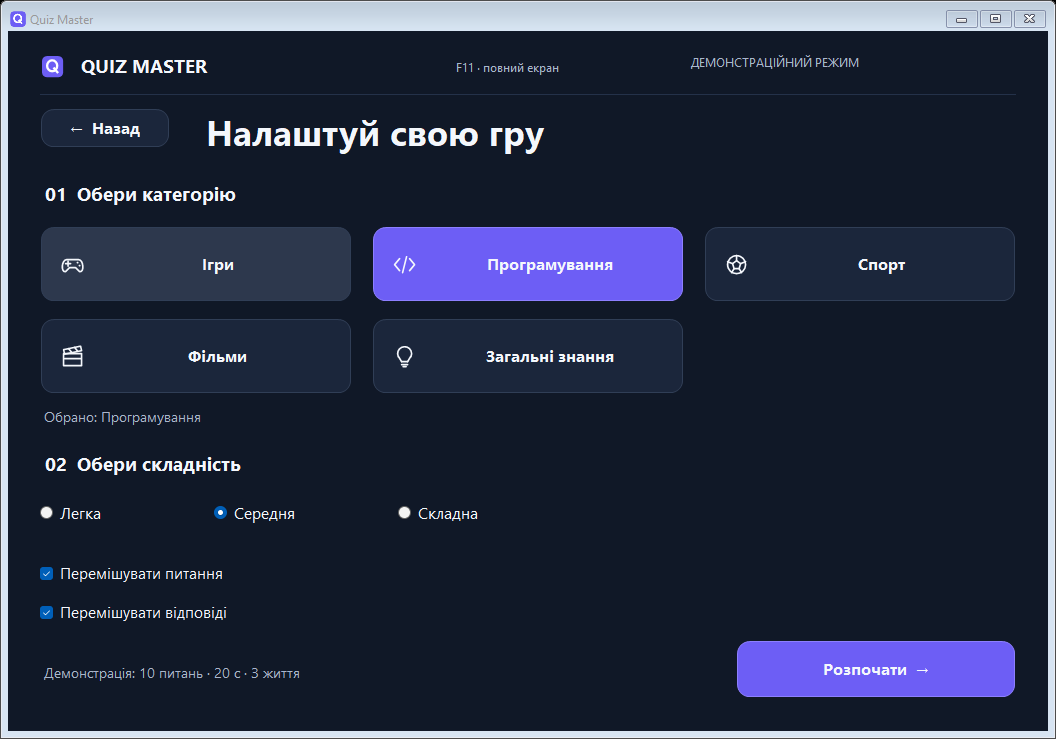 Quiz Master
QUIZ MASTER
F11 · повний екран
ДЕМОНСТРАЦІЙНИЙ РЕЖИМ
← Назад
Налаштуй свою гру
01 Обери категорію
Ігри
Програмування
Спорт
Фільми
Загальні знання
Обрано: Програмування
02 Обери складність
Легка
Середня
Складна
Перемішувати питання
Перемішувати відповіді
Демонстрація: 10 питань · 20 с · 3 життя
Розпочати →